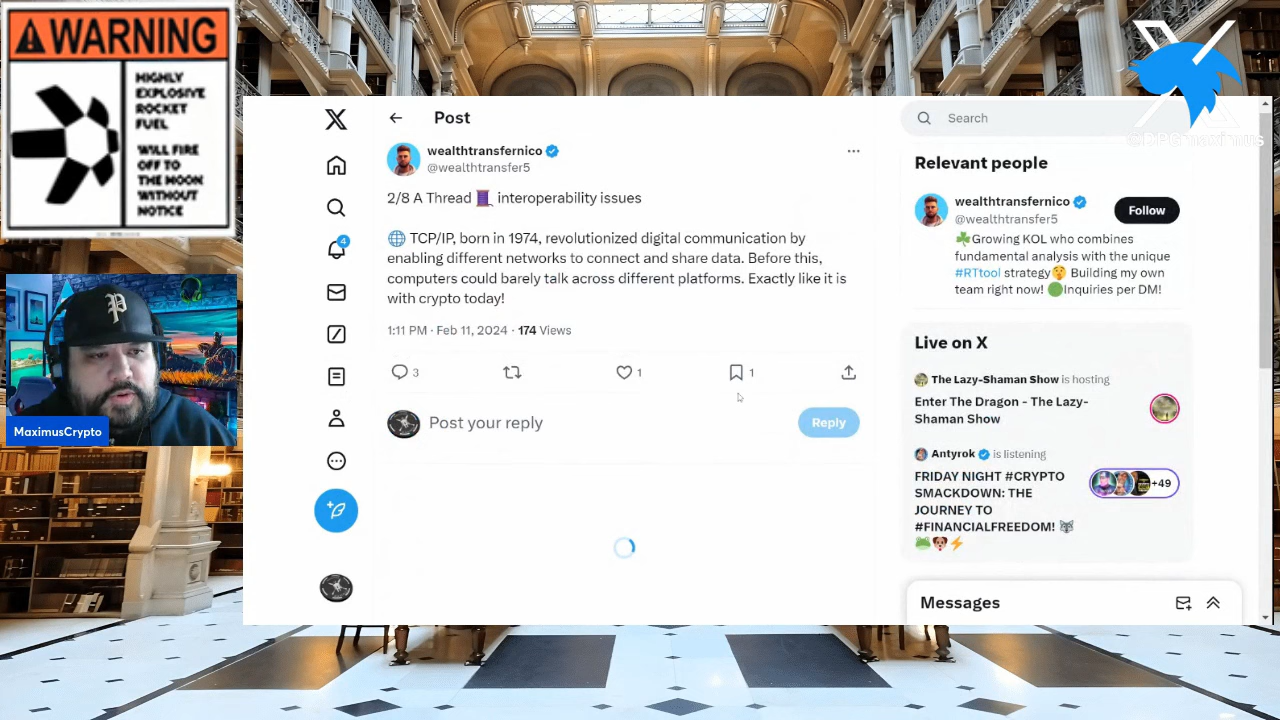 WARNING
HIGHLY
EXPLOSIVE
ROCKET
FUEL
WILL FIRE
OFF TO
THE MOON
WITHOUT
NOTICE
MaximusCrypto
P
Post
wealthtransfernico
@wealthtransfer5
2/8 A Thread 🧵 interoperability issues
🌐 TCP/IP, born in 1974, revolutionized digital communication by
enabling different networks to connect and share data. Before this,
computers could barely talk across different platforms. Exactly like it is
with crypto today!
1:11 PM · Feb 11, 2024 · 174 Views
3
1
1
Post your reply
Reply
4
Search
Relevant people
wealthtransfernico
@wealthtransfer5
Follow
☘️Growing KOL who combines
fundamental analysis with the unique
#RTtool strategy🤫 Building my own
team right now! 🟢Inquiries per DM!
Live on X
The Lazy-Shaman Show is hosting
Enter The Dragon - The Lazy-
Shaman Show
Antyrok is listening
FRIDAY NIGHT #CRYPTO
SMACKDOWN: THE
JOURNEY TO
#FINANCIALFREEDOM! 🐺
🐸🐶⚡
+49
Messages